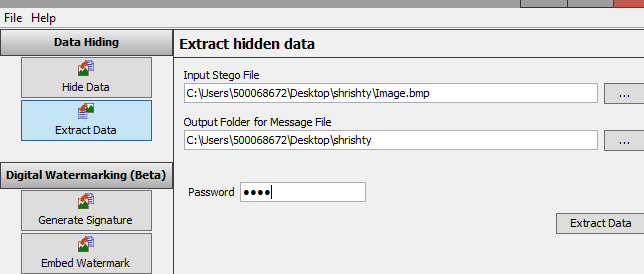 File Help
Data Hiding
Hide Data
Extract Data
Digital Watermarking (Beta)
Generate Signature
Embed Watermark
Extract hidden data
Input Stego File
C:\Users\500068672\Desktop\shrishty\Image.bmp
...
Output Folder for Message File
C:\Users\500068672\Desktop\shrishty
...
Password ••••
Extract Data